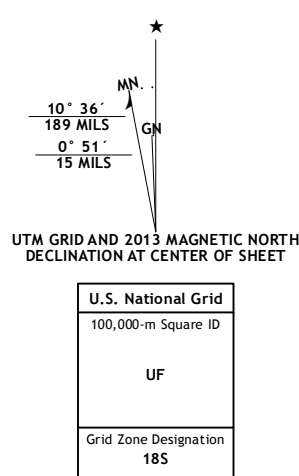 MN
10° 36´
189 MILS
GN
0° 51´
15 MILS
UTM GRID AND 2013 MAGNETIC NORTH
DECLINATION AT CENTER OF SHEET
U.S. National Grid
100,000-m Square ID
UF
Grid Zone Designation
18S